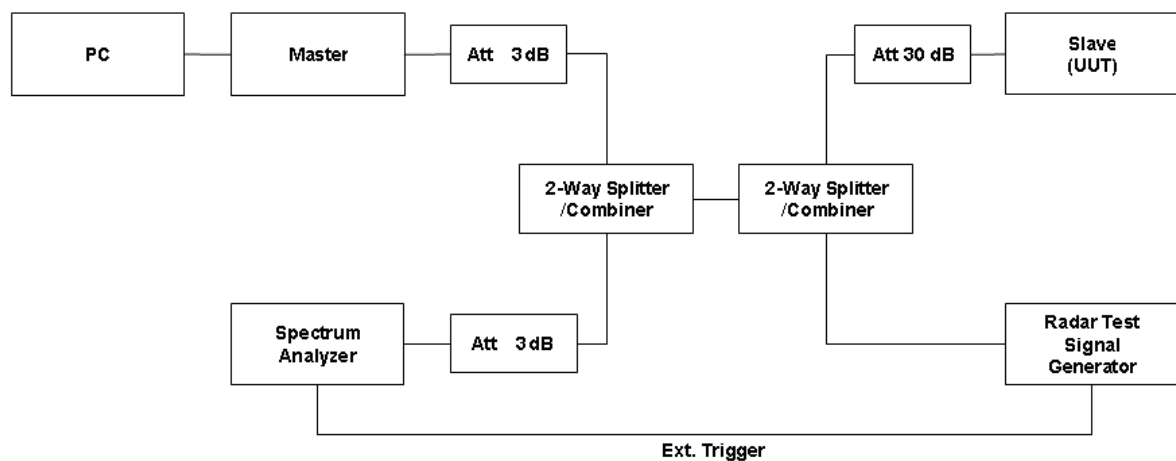 PC
Master
Att 3 dB
Att 30 dB
Slave
(UUT)
2-Way Splitter
/Combiner
2-Way Splitter
/Combiner
Spectrum
Analyzer
Att 3 dB
Radar Test
Signal
Generator
Ext. Trigger